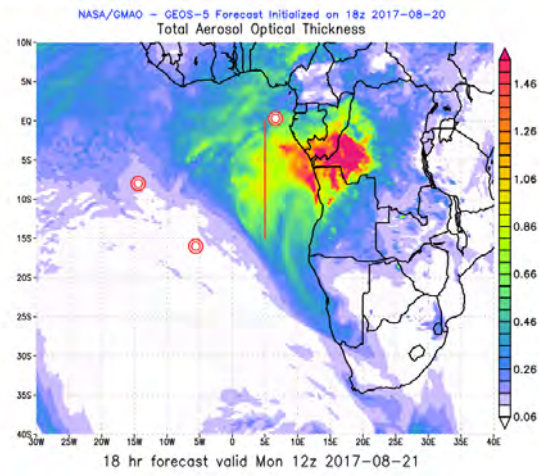 NASA/GMAO - GEOS-5 Forecast Initialized on 18z 2017-08-20
Total Aerosol Optical Thickness
10N
5N
EQ
5S
10S
15S
20S
25S
30S
35S
40S
30W 25W 20W 15W 10W 5W 0 5E 10E 15E 20E 25E 30E 35E 40E
1.46
1.26
1.06
0.86
0.66
0.46
0.26
0.06
18 hr forecast valid Mon 12z 2017-08-21